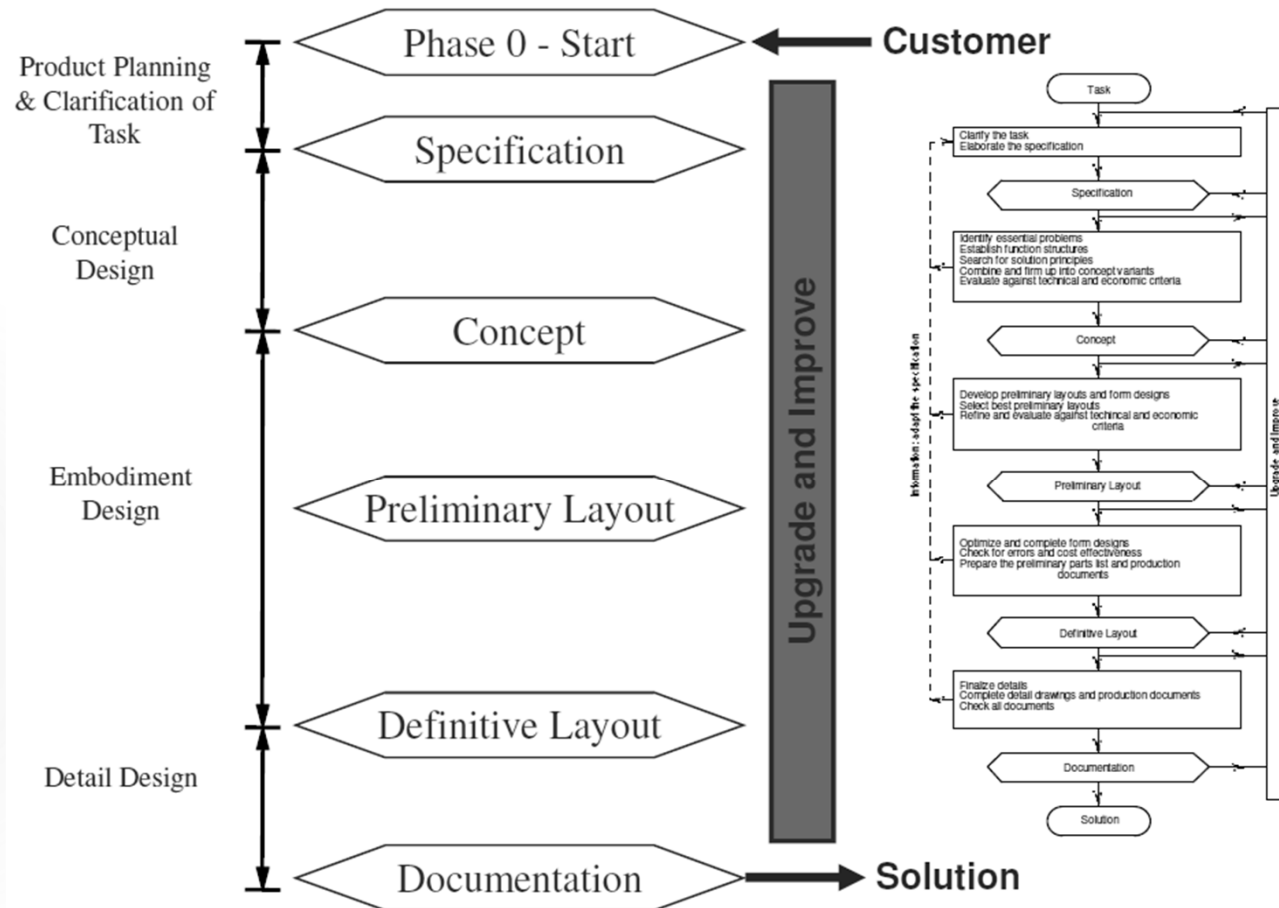 Product Planning
& Clarification of
Task
Conceptual
Design
Embodiment
Design
Detail Design
Phase 0 - Start
Specification
Concept
Preliminary Layout
Definitive Layout
Documentation
Customer
Upgrade and Improve
Solution
Task
Clarify the task
Elaborate the specification
Specification
Identify essential problems
Establish function structures
Search for solution principles
Combine and firm up into concept variants
Evaluate against technical and economic criteria
Concept
Develop preliminary layouts and form designs
Select best preliminary layouts
Refine and evaluate against techincal and economic
criteria
Preliminary Layout
Optimize and complete form designs
Check for errors and cost effectiveness
Prepare the preliminary parts list and production
documents
Definitive Layout
Finalize details
Complete detail drawings and production documents
Check all documents
Documentation
Solution
Information: adapt the specification
Upgrade and Improve